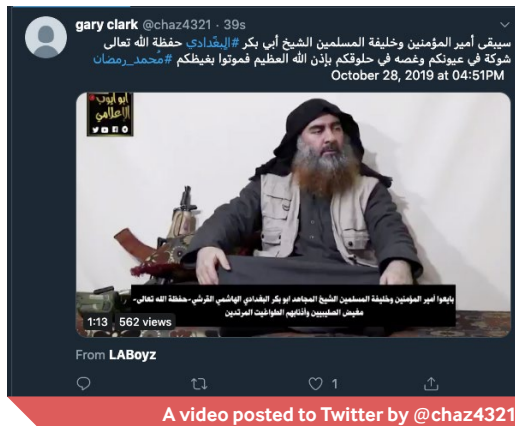 gary clark @chaz4321 · 39s
سيبقى أمير المؤمنين وخليفة المسلمين الشيخ أبي بكر #البغدادي حفظة الله تعالى
شوكة في عيونكم وغصه في حلوقكم بإذن الله العظيم فموتوا بغيظكم #محمد_رمضان
October 28, 2019 at 04:51PM
ابو ايوب
الإعلامي
بايعوا أمير المؤمنين وخليفة المسلمين الشيخ المجاهد ابو بكر البغدادي الهاشمي القرشي-حفظلة الله تعالى-
مغيض الصليبيين وأذنابهم الطواغيت المرتدين
1:13 562 views
From LABoyz
1
A video posted to Twitter by @chaz4321